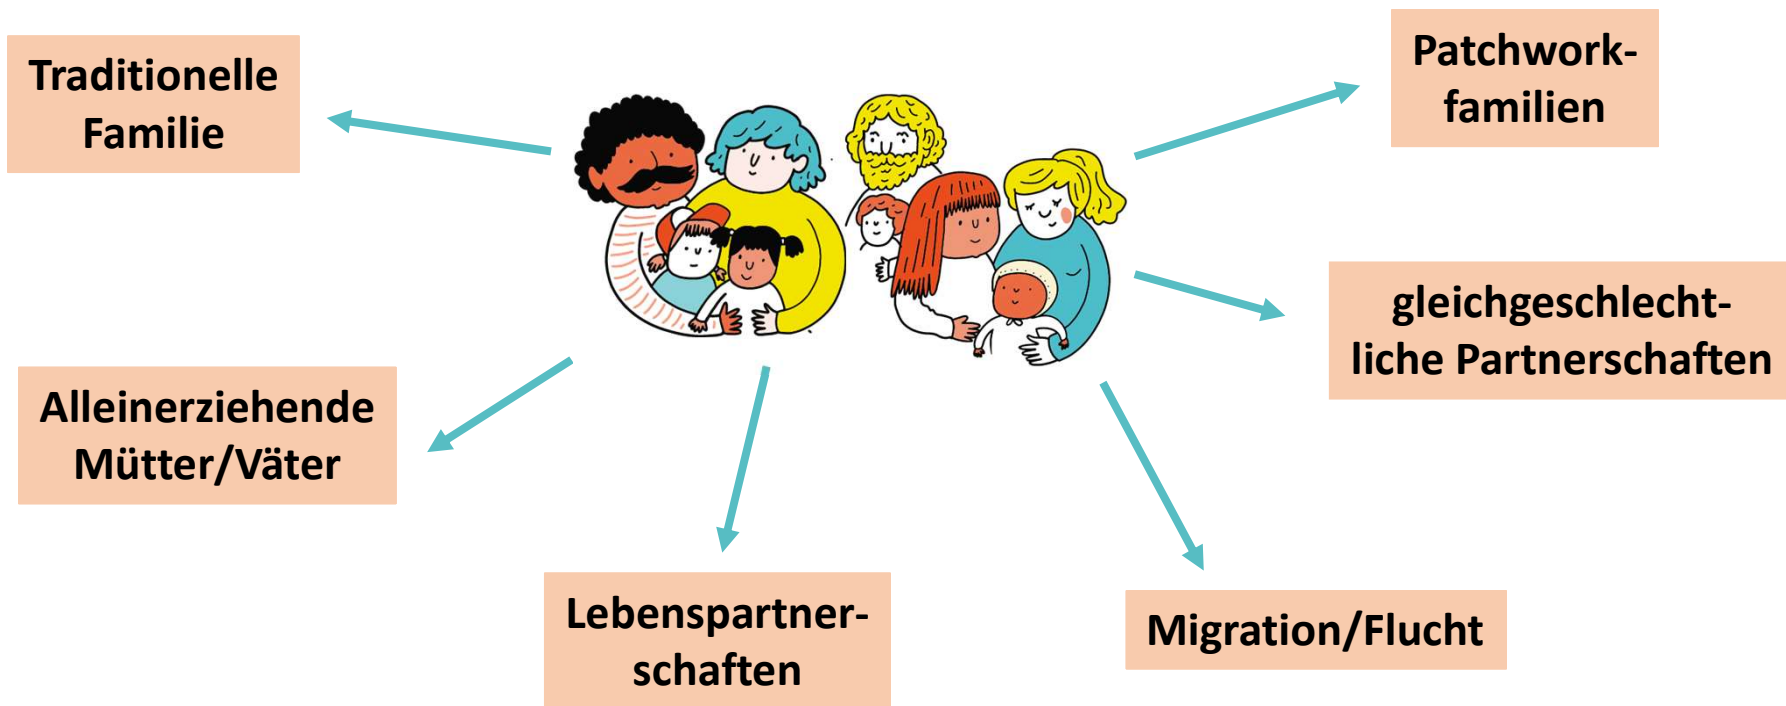 Traditionelle
Familie
Patchwork-
familien
gleichgeschlecht-
liche Partnerschaften
Alleinerziehende
Mütter/Väter
Lebenspartner-
schaften
Migration/Flucht